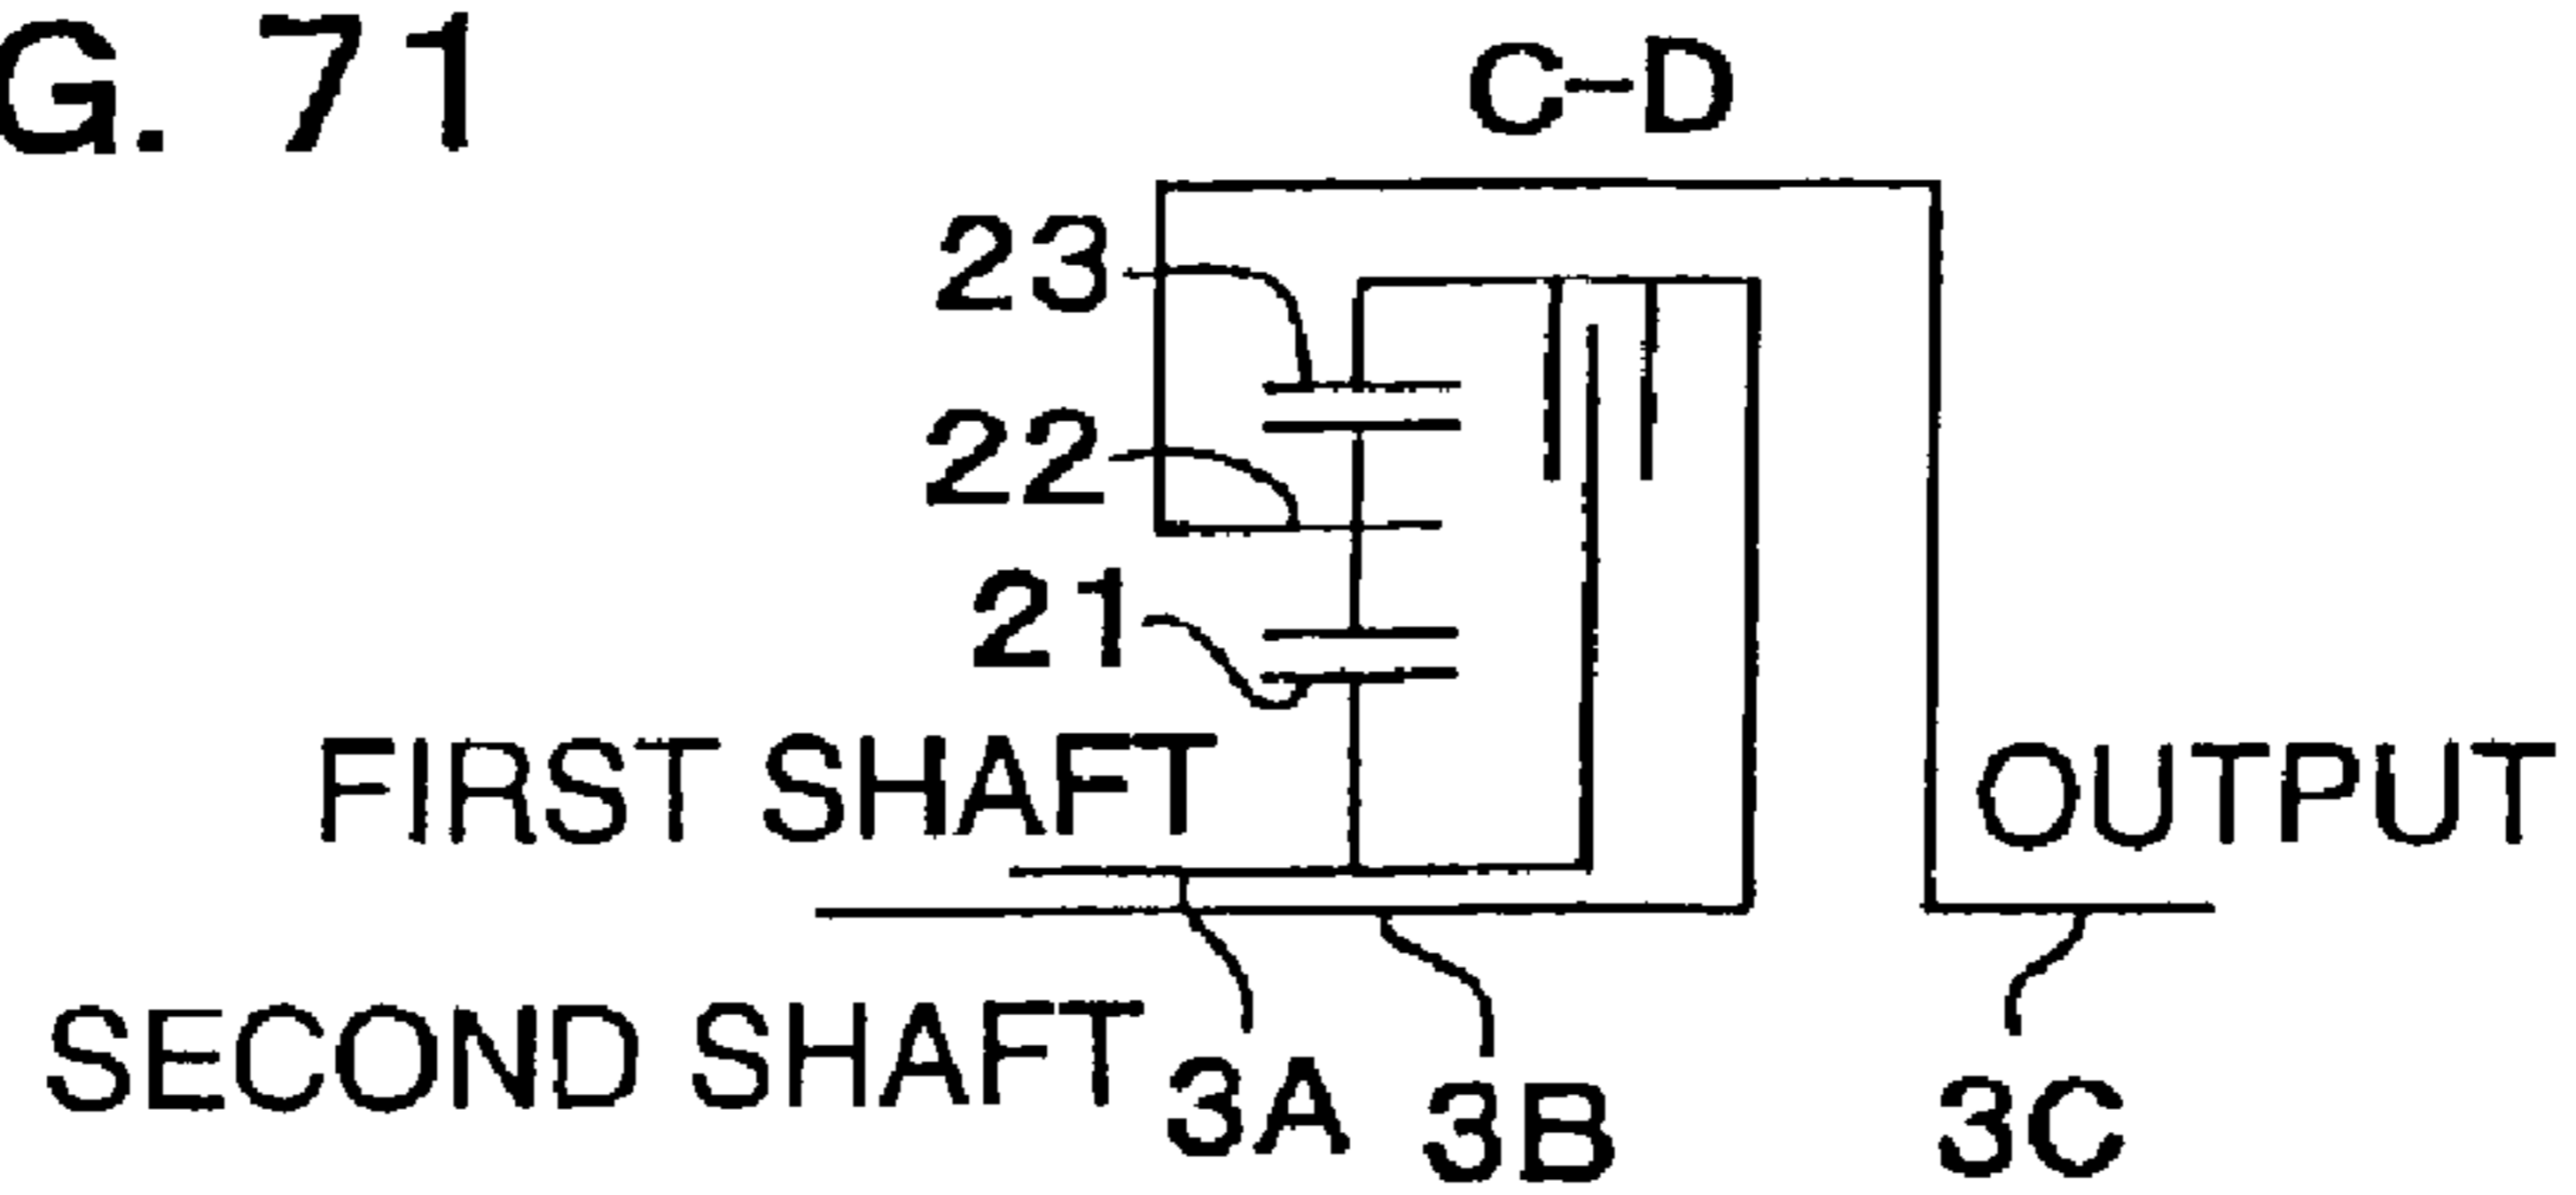 G. 71
C-D
23
22
21
FIRST SHAFT
OUTPUT
SECOND SHAFT
3A
3B
3C